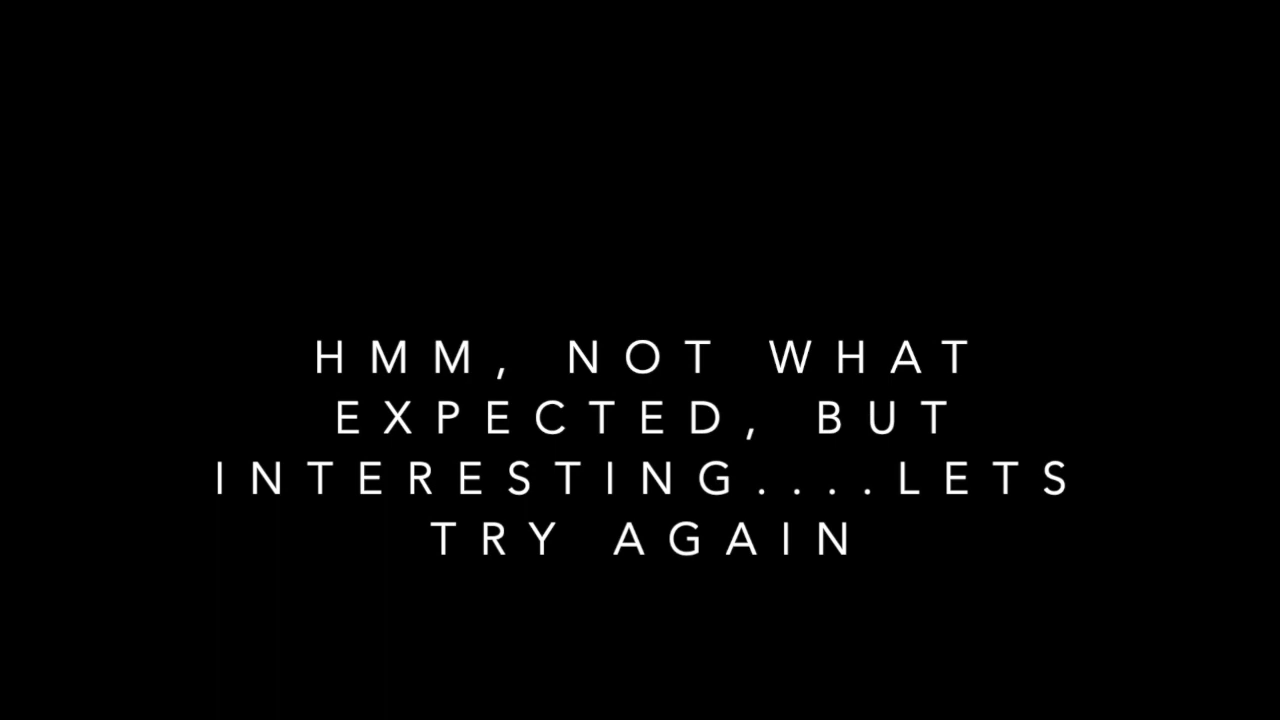 HMM, NOT WHAT
EXPECTED, BUT
INTERESTING....LETS
TRY AGAIN